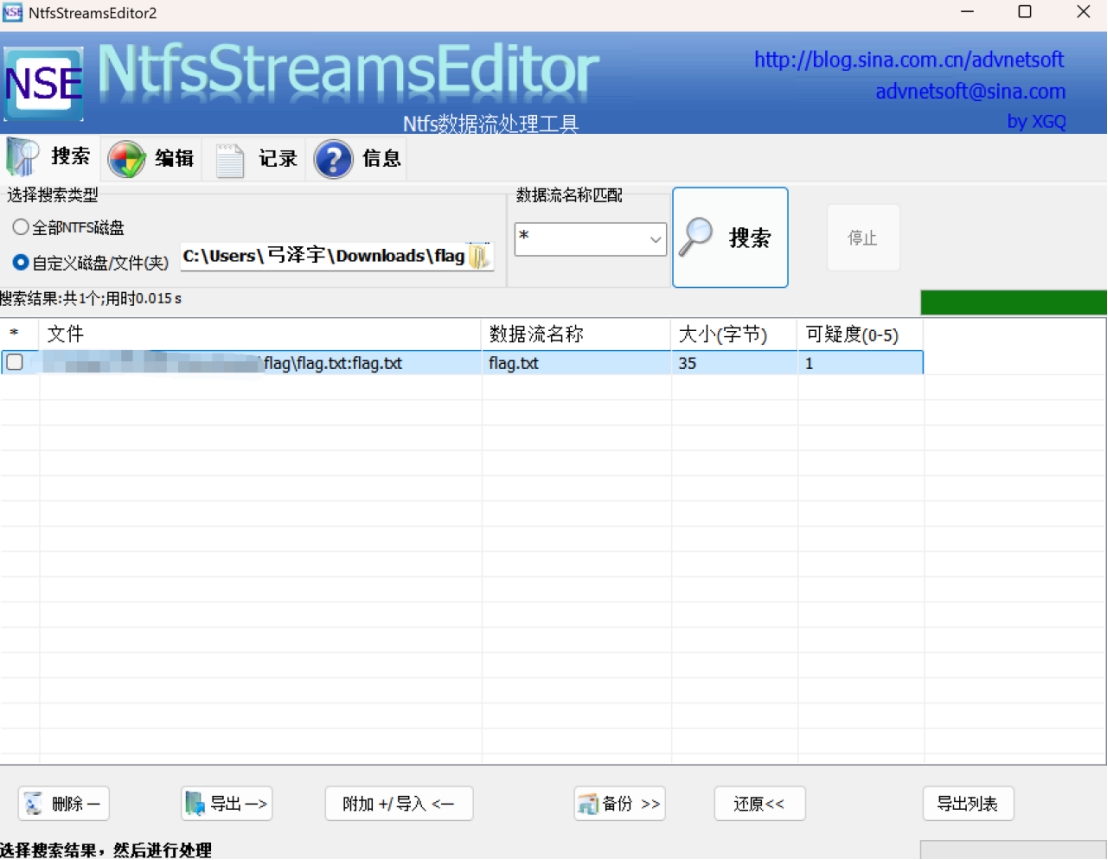 NSE NtfsStreamsEditor2
NSE NtfsStreamsEditor
http://blog.sina.com.cn/advnetsoft
advnetsoft@sina.com
Ntfs数据流处理工具
by XGQ
搜索 编辑 记录 ? 信息
选择搜索类型 数据流名称匹配
全部NTFS磁盘
* 搜索 停止
自定义磁盘/文件(夹) C:\Users\弓泽宇\Downloads\flag
搜索结果:共1个;用时0.015s
* 文件 数据流名称 大小(字节) 可疑度(0-5)
\flag\flag.txt:flag.txt flag.txt 35 1
删除 — 导出 —> 附加 +/导入 <— 备份 >> 还原<< 导出列表
选择搜索结果，然后进行处理